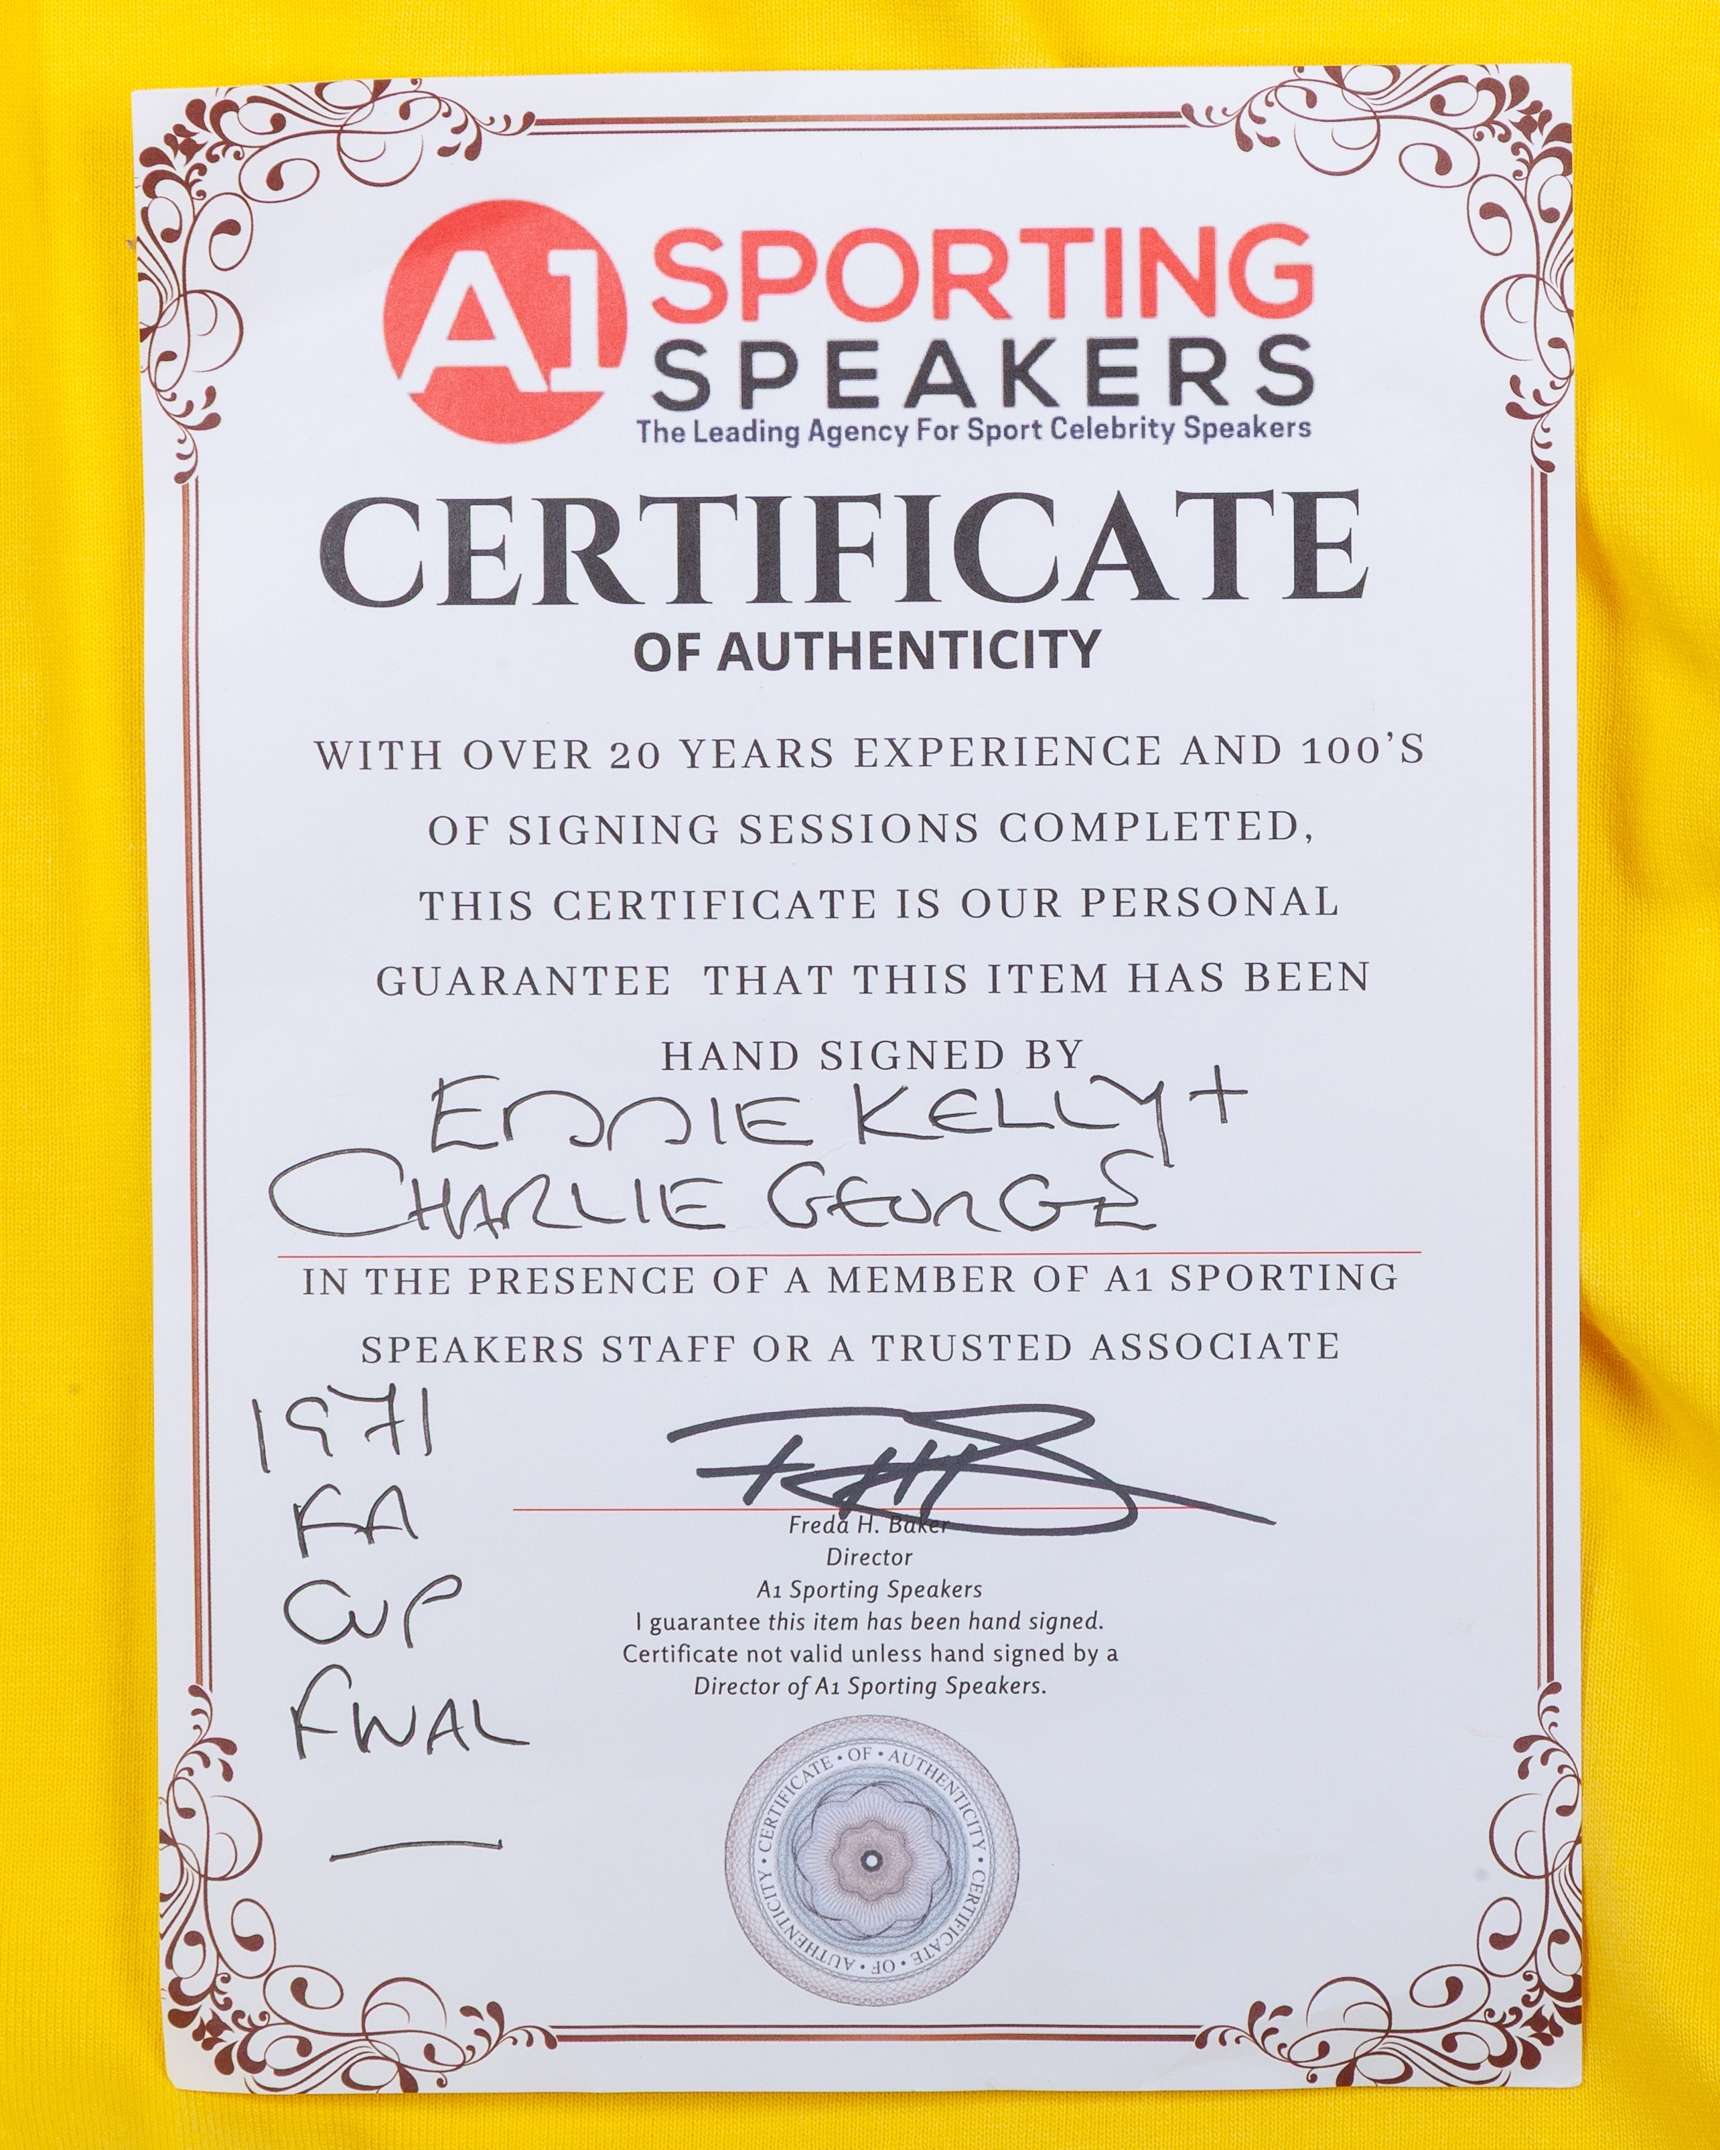 A1 SPORTING
SPEAKERS
The Leading Agency For Sport Celebrity Speakers
CERTIFICATE
OF AUTHENTICITY
WITH OVER 20 YEARS EXPERIENCE AND 100'S
OF SIGNING SESSIONS COMPLETED,
THIS CERTIFICATE IS OUR PERSONAL
GUARANTEE THAT THIS ITEM HAS BEEN
HAND SIGNED BY
EDDIE KELLY +
CHARLIE GEORGE
IN THE PRESENCE OF A MEMBER OF A1 SPORTING
SPEAKERS STAFF OR A TRUSTED ASSOCIATE
1971
FA
CUP
FINAL
Freda H. Baker
Director
A1 Sporting Speakers
I guarantee this item has been hand signed.
Certificate not valid unless hand signed by a
Director of A1 Sporting Speakers.
CERTIFICATE • OF • AUTHENTICITY • CERTIFICATE • OF • AUTHENTICITY •